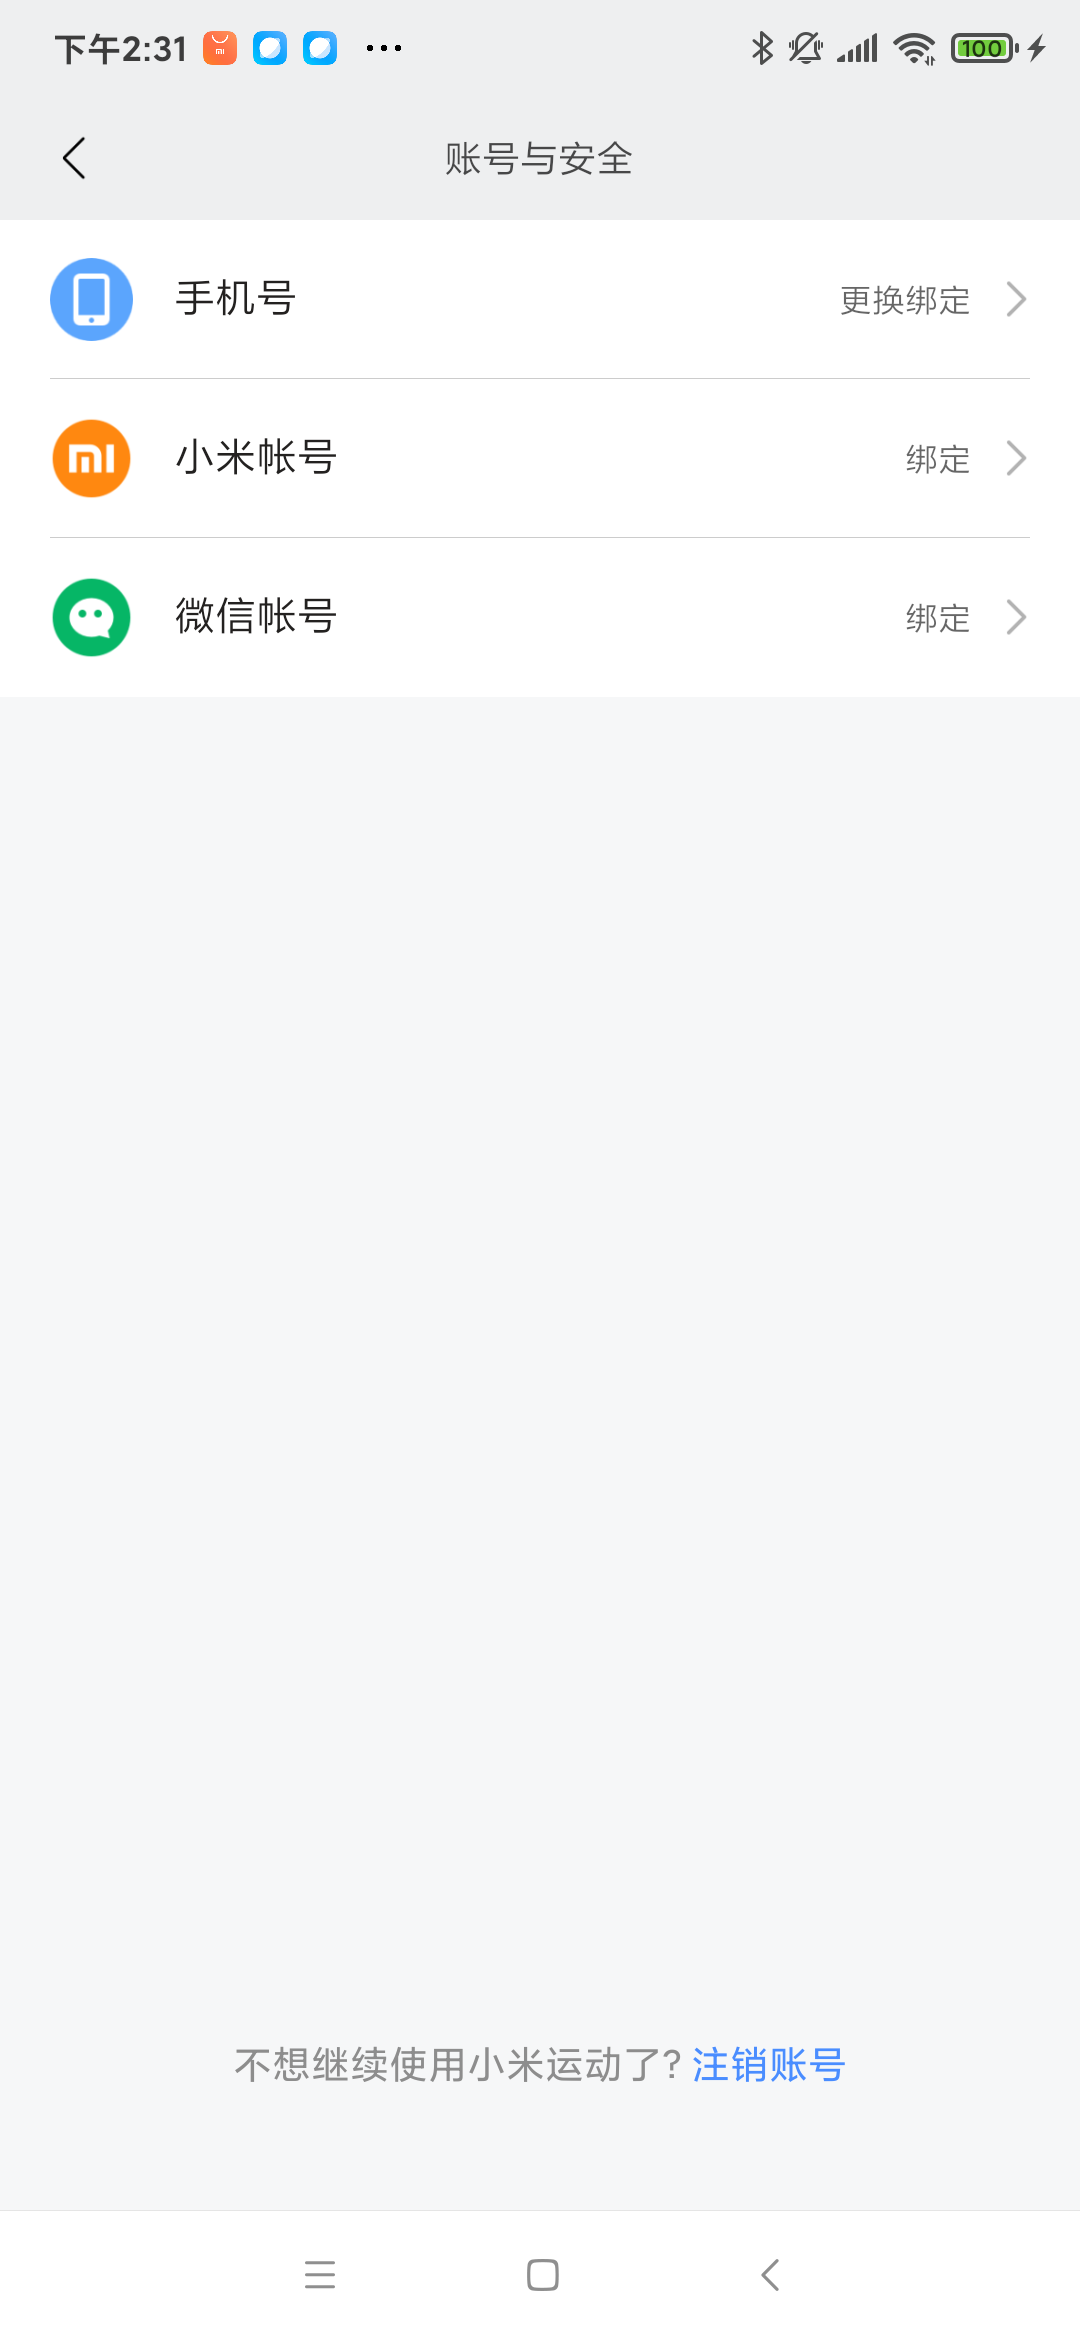 下午2:31
100
账号与安全
手机号 更换绑定
小米帐号 绑定
微信帐号 绑定
不想继续使用小米运动了? 注销账号